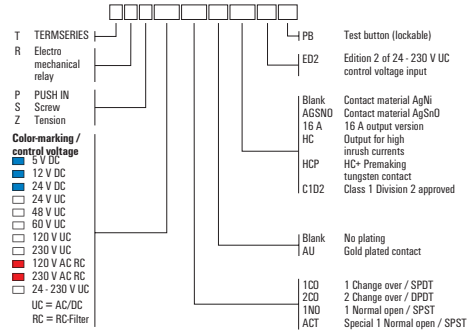 T TERMSERIES
R Electro
mechanical
relay
P PUSH IN
S Screw
Z Tension
Color-marking /
control voltage
5 V DC
12 V DC
24 V DC
24 V UC
48 V UC
60 V UC
120 V UC
230 V UC
120 V AC RC
230 V AC RC
24 - 230 V UC
UC = AC/DC
RC = RC-Filter
PB Test button (lockable)
ED2 Edition 2 of 24 - 230 V UC
control voltage input
Blank Contact material AgNi
AGSNO Contact material AgSnO
16 A 16 A output version
HC Output for high
inrush currents
HCP HC+ Premaking
tungsten contact
C1D2 Class 1 Division 2 approved
Blank No plating
AU Gold plated contact
1CO 1 Change over / SPDT
2CO 2 Change over / DPDT
1NO 1 Normal open / SPST
ACT Special 1 Normal open / SPST